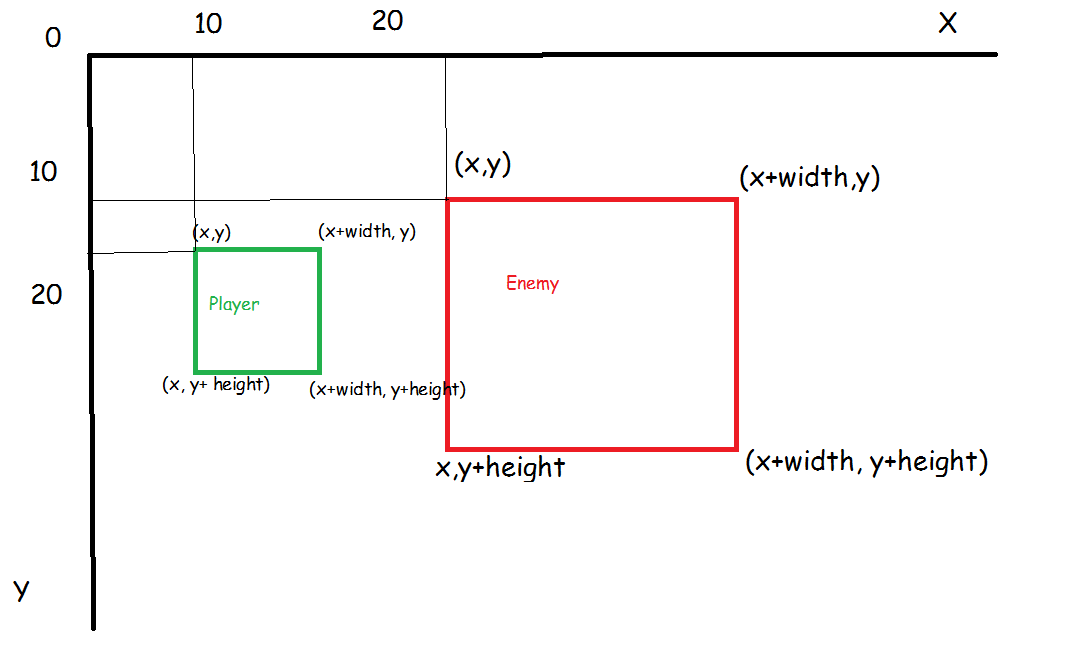 0
10
20
X
10
(x,y)
(x+width,y)
(x,y)
(x+width, y)
Enemy
20
Player
(x, y+ height)
(x+width, y+height)
x,y+height
(x+width, y+height)
Y